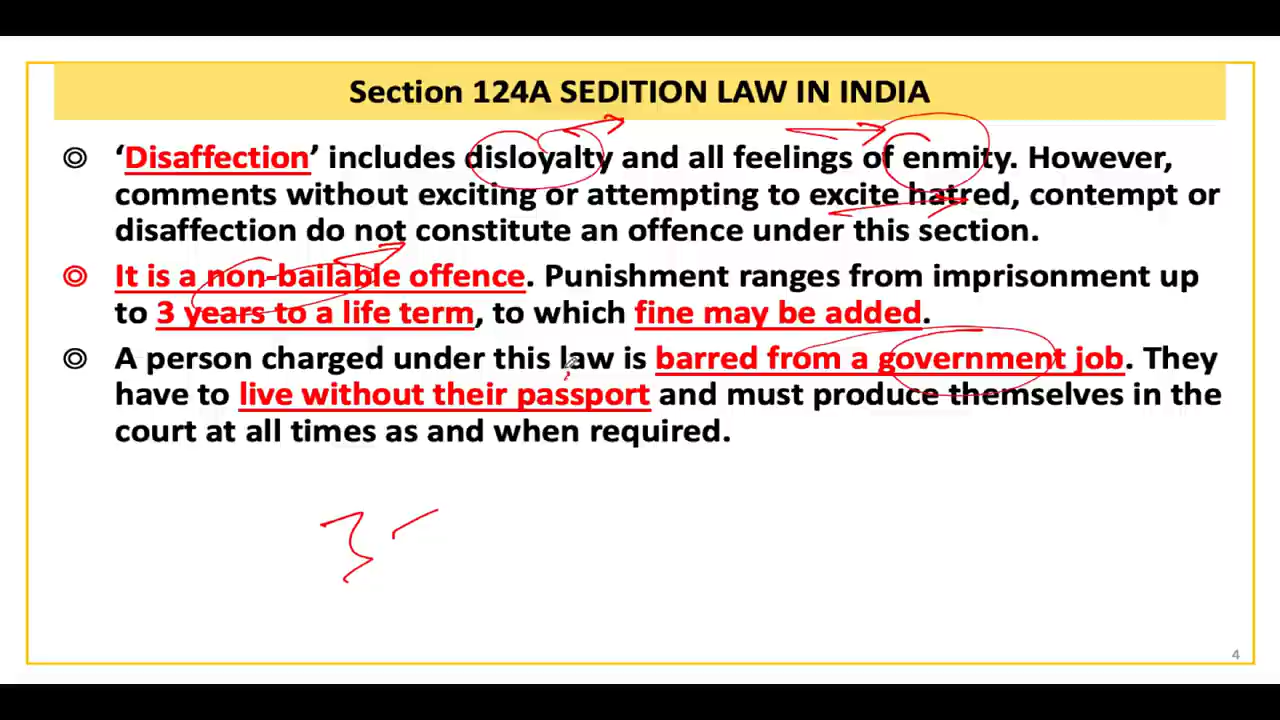 Section 124A SEDITION LAW IN INDIA
‘Disaffection’ includes disloyalty and all feelings of enmity. However,
comments without exciting or attempting to excite hatred, contempt or
disaffection do not constitute an offence under this section.
It is a non-bailable offence. Punishment ranges from imprisonment up
to 3 years to a life term, to which fine may be added.
A person charged under this law is barred from a government job. They
have to live without their passport and must produce themselves in the
court at all times as and when required.
3
4